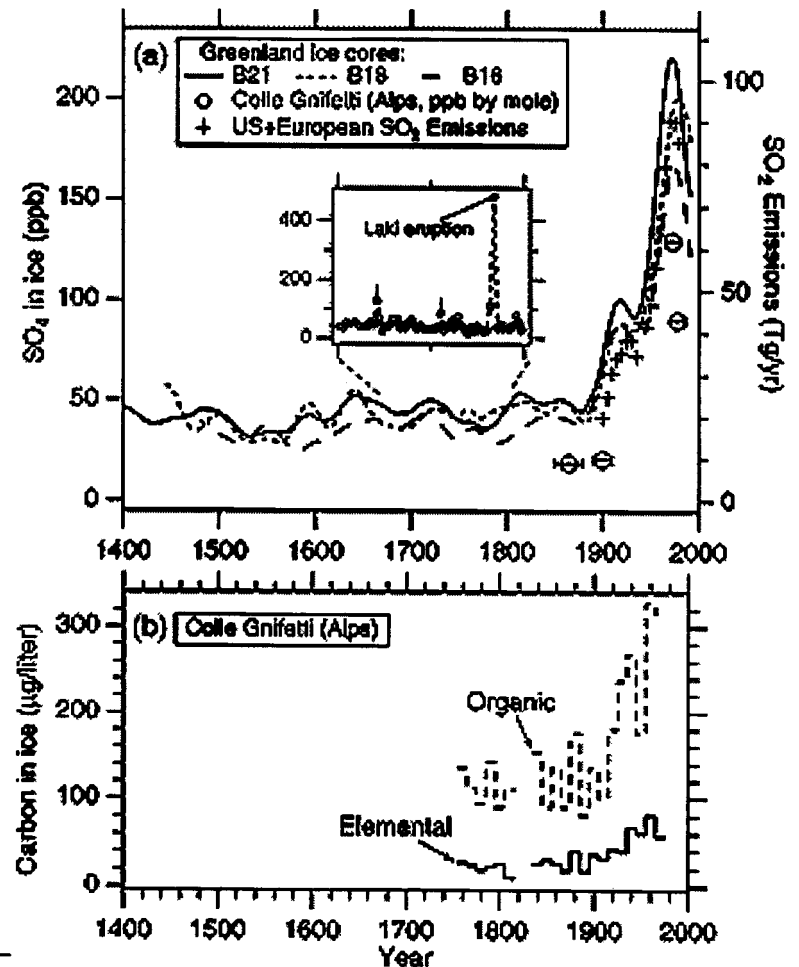 (a)
Greenland ice cores:
B21 B18 B16
Colle Gnifetti (Alps, ppb by mole)
US+European SO₂ Emissions
SO₄ in ice (ppb)
200
150
100
50
0
400
200
0
Laki eruption
100
50
0
SO₂ Emissions (Tg/yr)
1400 1500 1600 1700 1800 1900 2000
(b) Colle Gnifetti (Alps)
Carbon in ice (µg/liter)
300
200
100
0
Organic
Elemental
1400 1500 1600 1700 1800 1900 2000
Year